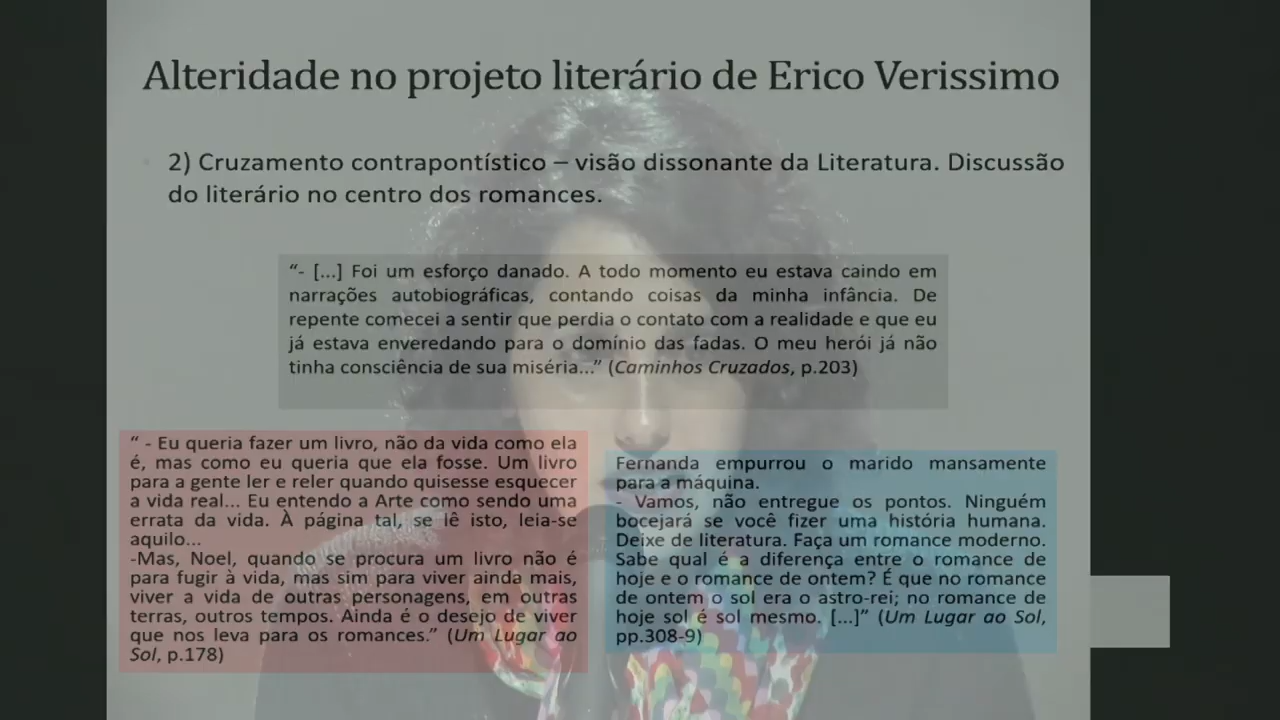 Alteridade no projeto literário de Erico Verissimo
2) Cruzamento contrapontístico – visão dissonante da Literatura. Discussão
do literário no centro dos romances.
“- [...] Foi um esforço danado. A todo momento eu estava caindo em
narrações autobiográficas, contando coisas da minha infância. De
repente comecei a sentir que perdia o contato com a realidade e que eu
já estava enveredando para o domínio das fadas. O meu herói já não
tinha consciência de sua miséria...” (Caminhos Cruzados, p.203)
“ - Eu queria fazer um livro, não da vida como ela
é, mas como eu queria que ela fosse. Um livro
para a gente ler e reler quando quisesse esquecer
a vida real... Eu entendo a Arte como sendo uma
errata da vida. À página tal, se lê isto, leia-se
aquilo...
-Mas, Noel, quando se procura um livro não é
para fugir à vida, mas sim para viver ainda mais,
viver a vida de outras personagens, em outras
terras, outros tempos. Ainda é o desejo de viver
que nos leva para os romances.” (Um Lugar ao
Sol, p.178)
Fernanda empurrou o marido mansamente
para a máquina.
- Vamos, não entregue os pontos. Ninguém
bocejará se você fizer uma história humana.
Deixe de literatura. Faça um romance moderno.
Sabe qual é a diferença entre o romance de
hoje e o romance de ontem? É que no romance
de ontem o sol era o astro-rei; no romance de
hoje sol é sol mesmo. [...]” (Um Lugar ao Sol,
pp.308-9)